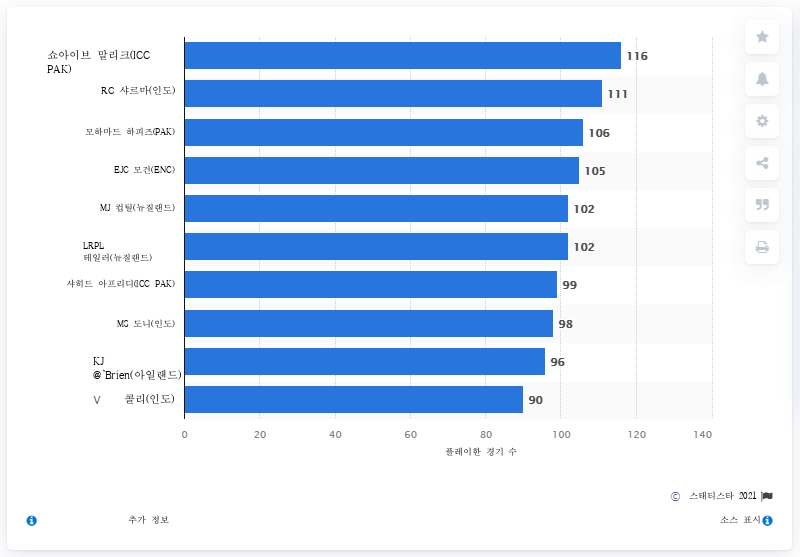 쇼아이브 말리크(ICC
PAK)
116
RC 샤르마(인도)
111
모하마드 하피즈(PAK)
106
EJC 모건(ENC)
105
MJ 컵틸(뉴질랜드)
102
LRPL
테일러(뉴질랜드)
102
샤히드 아프리디(ICC PAK)
99
MS 도니(인도)
98
KJ
@`Brien(아일랜드)
96
V 콜리(인도)
90
0 20 40 60 80 100 120 140
플레이한 경기 수
© 스태티스타 2021
추가 정보
소스 표시